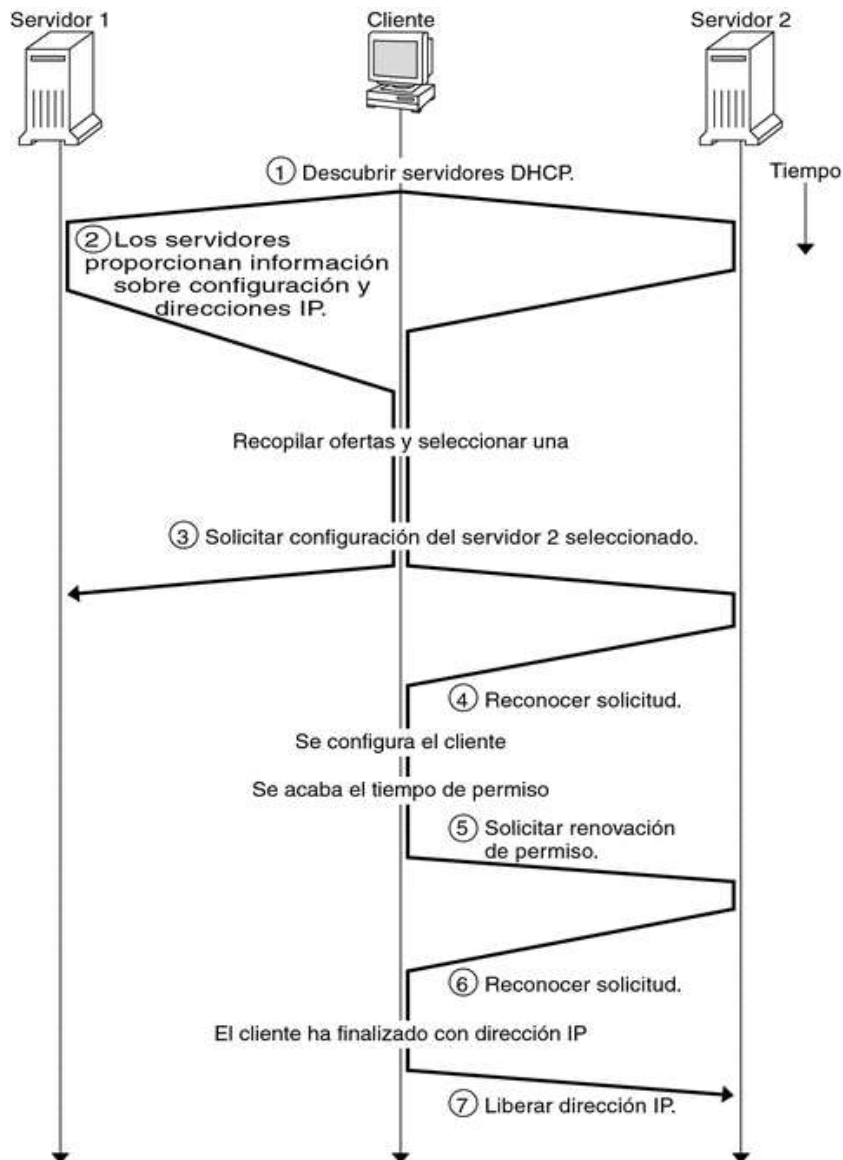 Servidor 1
Cliente
Servidor 2
① Descubrir servidores DHCP.
Tiempo
② Los servidores
proporcionan información
sobre configuración y
direcciones IP.
Recopilar ofertas y seleccionar una
③ Solicitar configuración del servidor 2 seleccionado.
④ Reconocer solicitud.
Se configura el cliente
Se acaba el tiempo de permiso
⑤ Solicitar renovación
de permiso.
⑥ Reconocer solicitud.
El cliente ha finalizado con dirección IP
⑦ Liberar dirección IP.